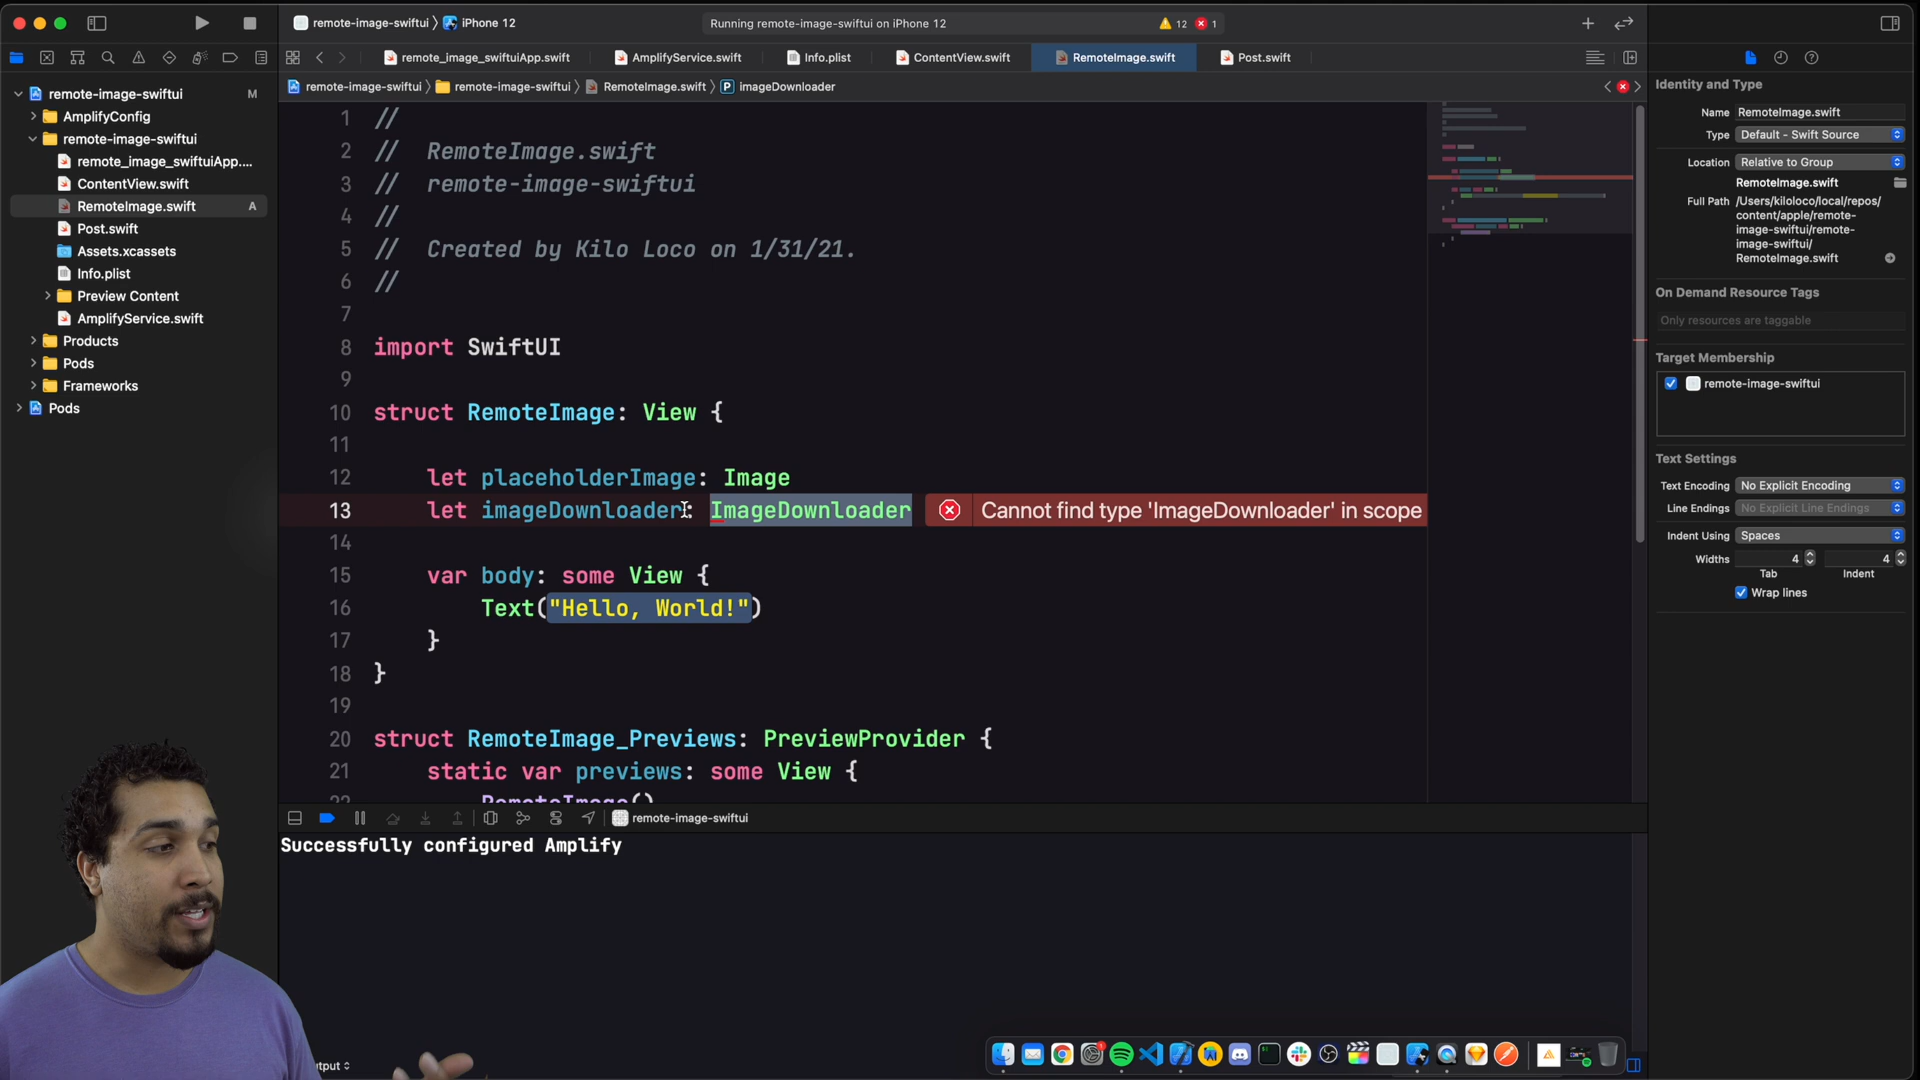 remote-image-swiftui
iPhone 12
Running remote-image-swiftui on iPhone 12
12
1
remote_image_swiftuiApp.swift
AmplifyService.swift
Info.plist
ContentView.swift
RemoteImage.swift
Post.swift
remote-image-swiftui
remote-image-swiftui
RemoteImage.swift
P
imageDownloader
remote-image-swiftui
M
AmplifyConfig
remote-image-swiftui
remote_image_swiftuiApp....
ContentView.swift
RemoteImage.swift
A
Post.swift
Assets.xcassets
Info.plist
Preview Content
AmplifyService.swift
Products
Pods
Frameworks
Pods
1 //
2 // RemoteImage.swift
3 // remote-image-swiftui
4 //
5 // Created by Kilo Loco on 1/31/21.
6 //
7
8 import SwiftUI
9
10 struct RemoteImage: View {
11
12 let placeholderImage: Image
13 let imageDownloader: ImageDownloader
Cannot find type 'ImageDownloader' in scope
14
15 var body: some View {
16 Text("Hello, World!")
17 }
18 }
19
20 struct RemoteImage_Previews: PreviewProvider {
21 static var previews: some View {
22 RemoteImage()
remote-image-swiftui
Successfully configured Amplify
Identity and Type
Name RemoteImage.swift
Type Default - Swift Source
Location Relative to Group
RemoteImage.swift
Full Path /Users/kiloloco/local/repos/
content/apple/remote-
image-swiftui/remote-
image-swiftui/
RemoteImage.swift
On Demand Resource Tags
Only resources are taggable
Target Membership
remote-image-swiftui
Text Settings
Text Encoding No Explicit Encoding
Line Endings No Explicit Line Endings
Indent Using Spaces
Widths 4 4
Tab Indent
Wrap lines